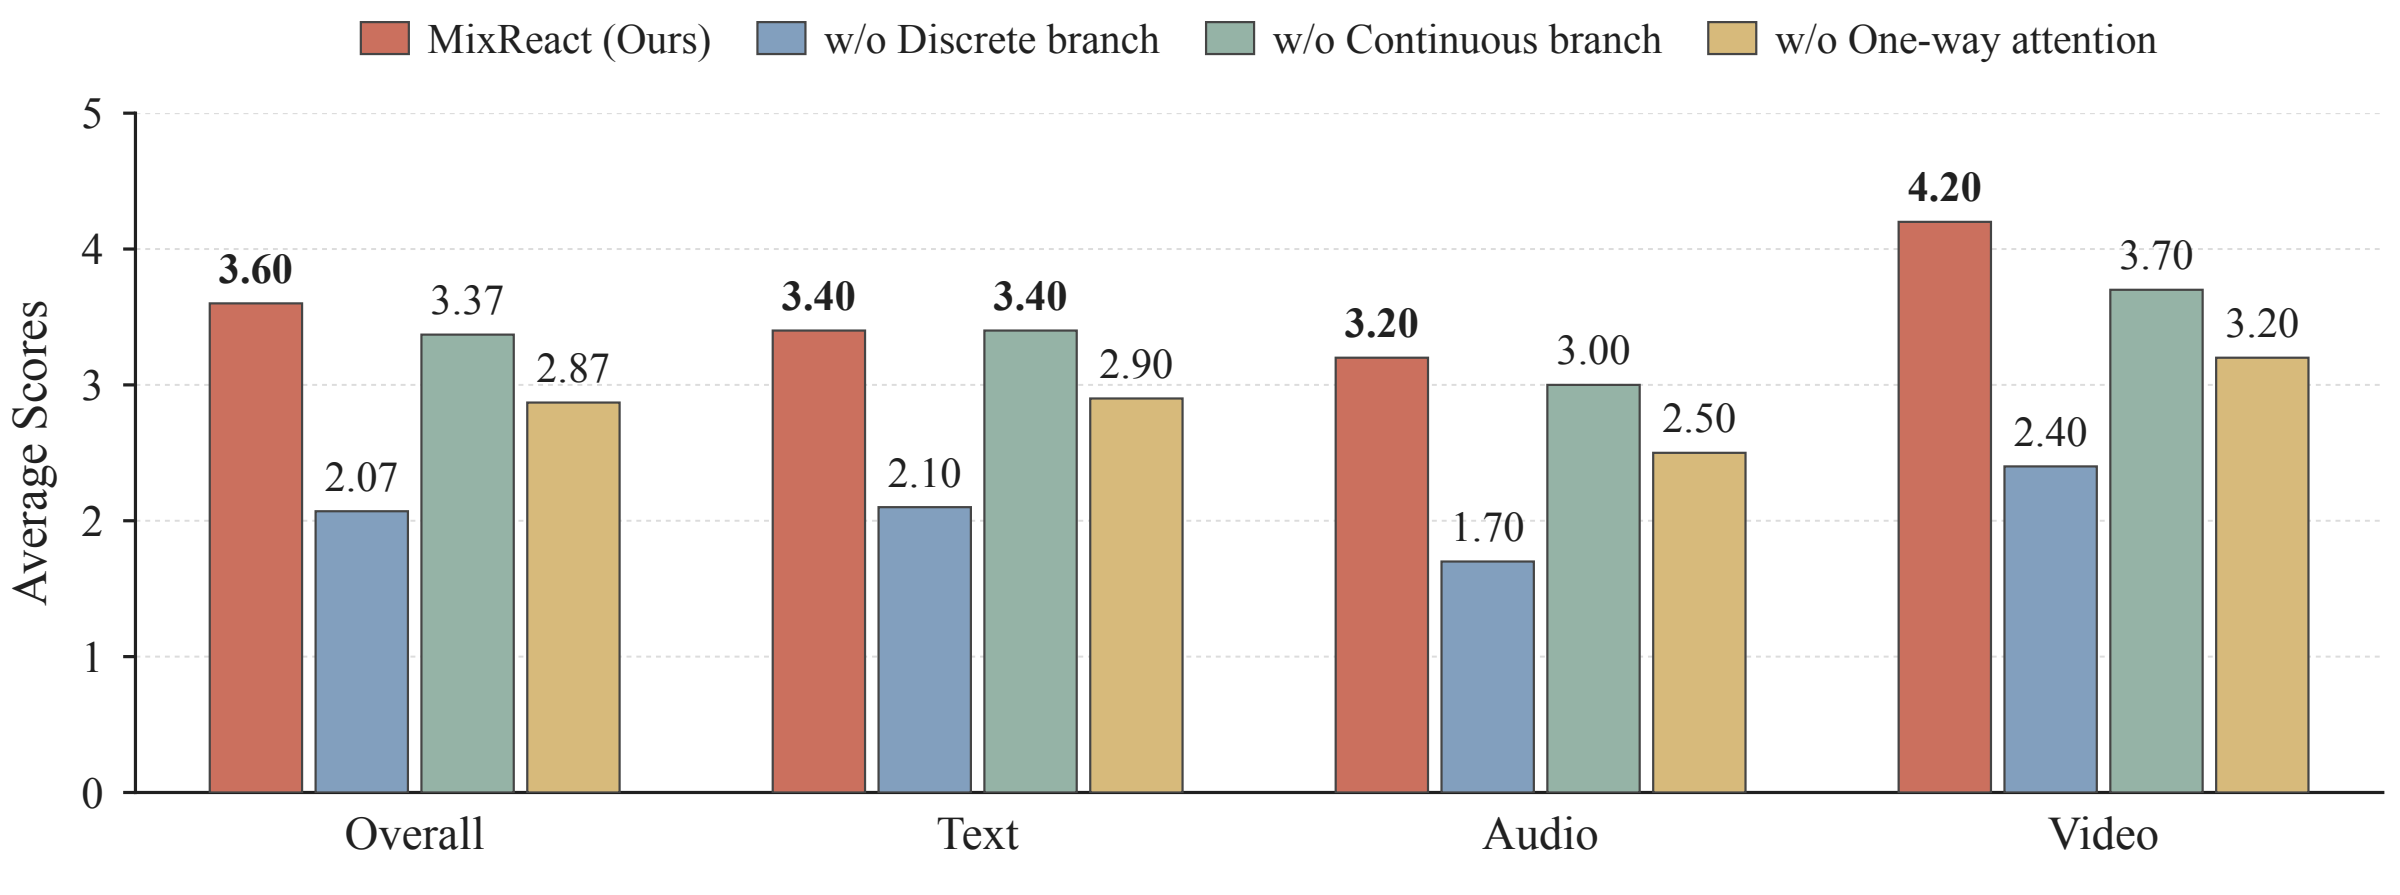 MixReact (Ours) w/o Discrete branch w/o Continuous branch w/o One-way attention
Average Scores
5
4
3
2
1
0
3.60 2.07 3.37 2.87
3.40 2.10 3.40 2.90
3.20 1.70 3.00 2.50
4.20 2.40 3.70 3.20
Overall Text Audio Video